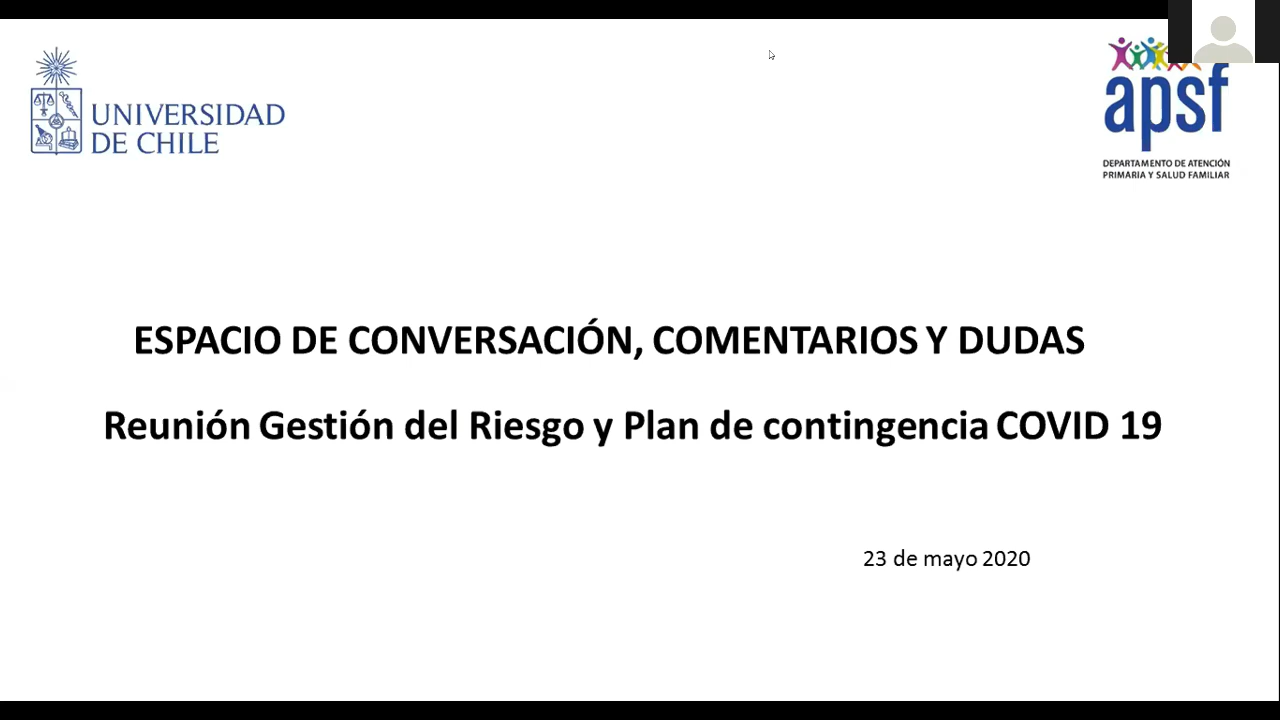 UNIVERSIDAD
DE CHILE
apsf
DEPARTAMENTO DE ATENCIÓN
PRIMARIA Y SALUD FAMILIAR
ESPACIO DE CONVERSACIÓN, COMENTARIOS Y DUDAS
Reunión Gestión del Riesgo y Plan de contingencia COVID 19
23 de mayo 2020